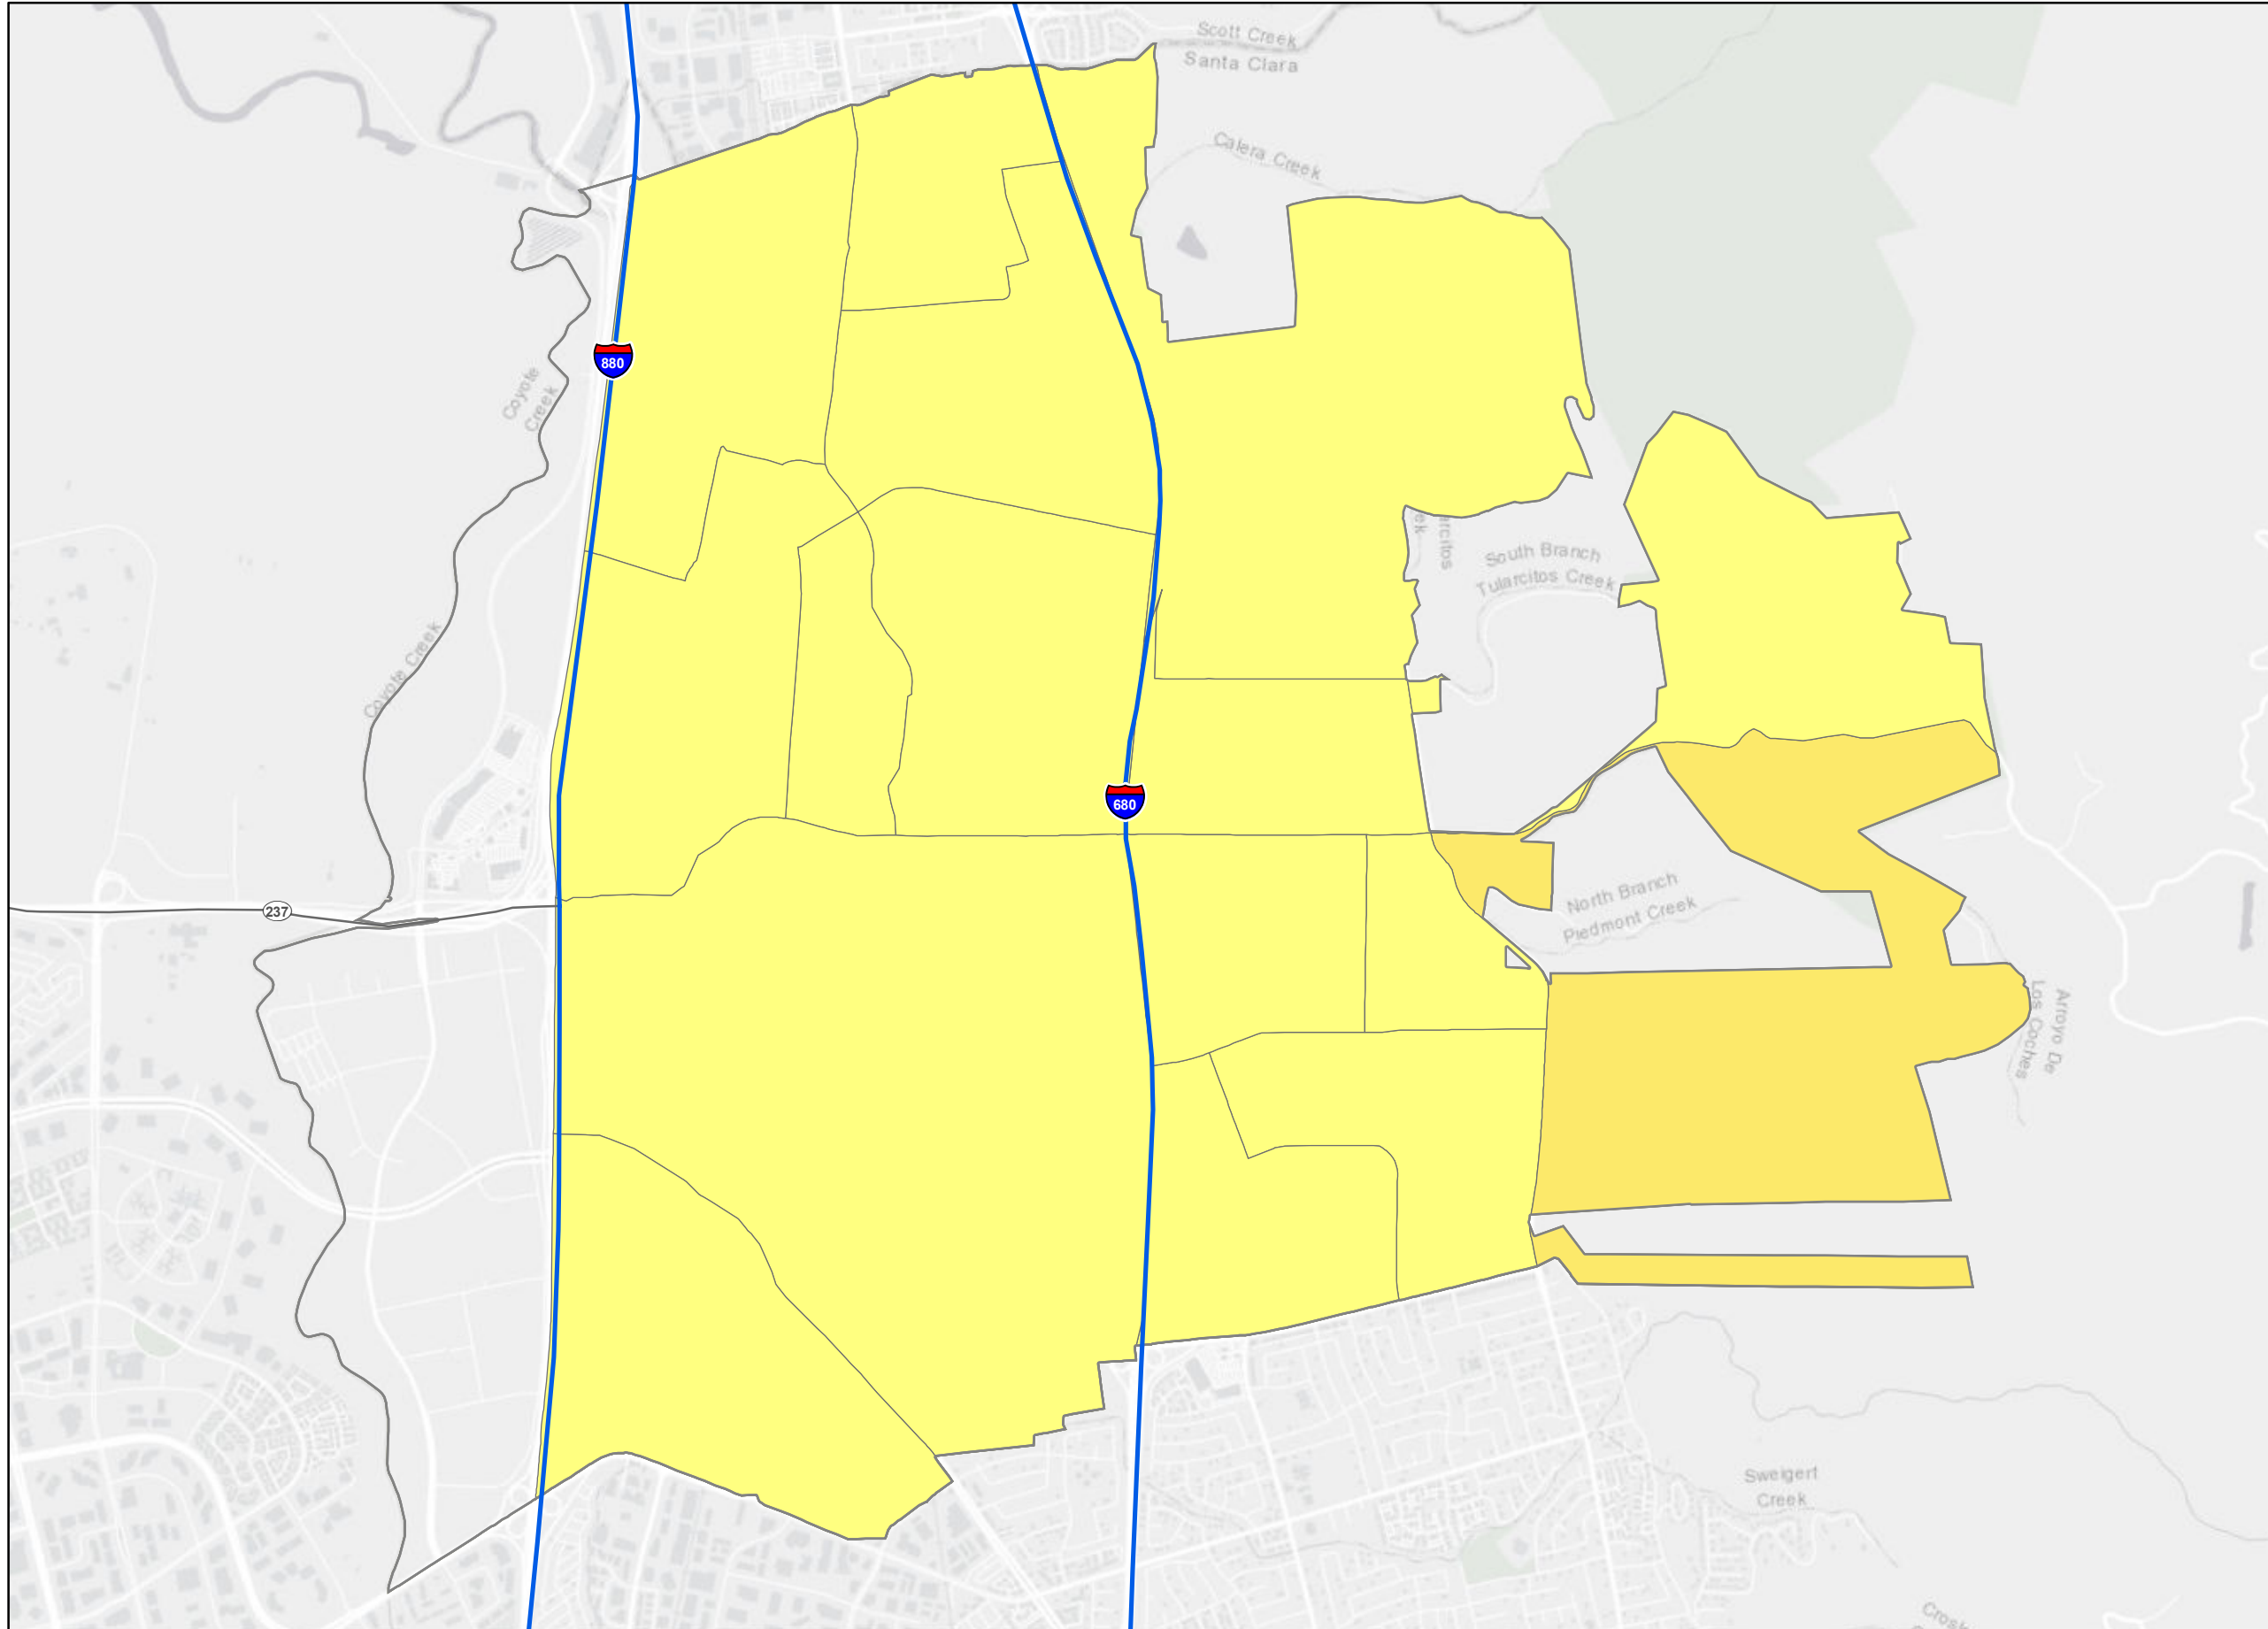 Scott Creek
Santa Clara
Calera Creek
880
Coyote
Creek
South Branch
Tularcitos Creek
Coyote Creek
680
North Branch
Piedmont Creek
237
Arroyo De
Los Coches
Sweigert
Creek